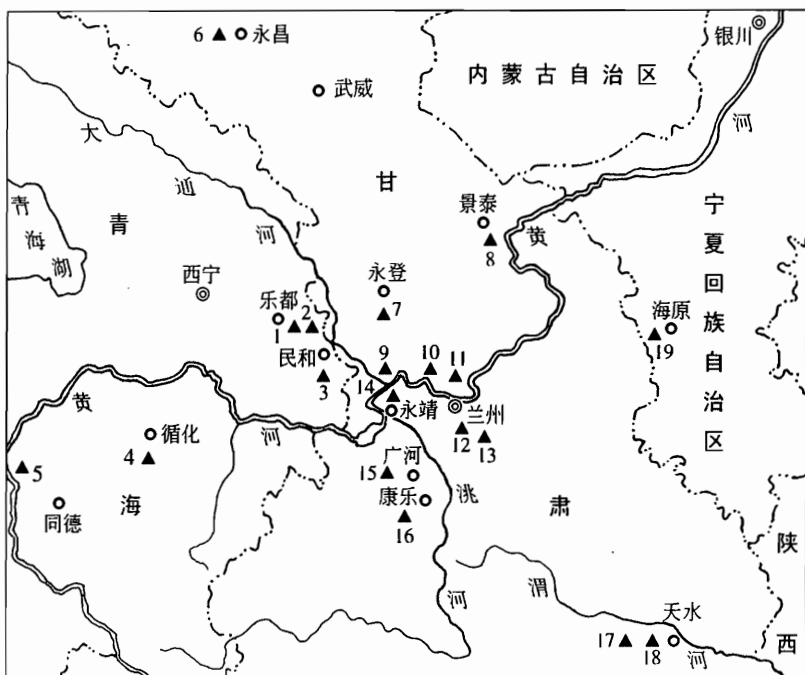 6 永昌
银川
武威
内蒙古自治区
大通河
甘
河
青海湖
青
景泰
黄
8
宁夏回族自治区
西宁
永登
7
乐都
1
2
海原
19
民和
3
9
10
11
14
永靖
兰州
12
13
黄
河
循化
4
5
同德
海
15
广河
康乐
16
洮
河
肃
渭
河
陕
西
天水
17
18